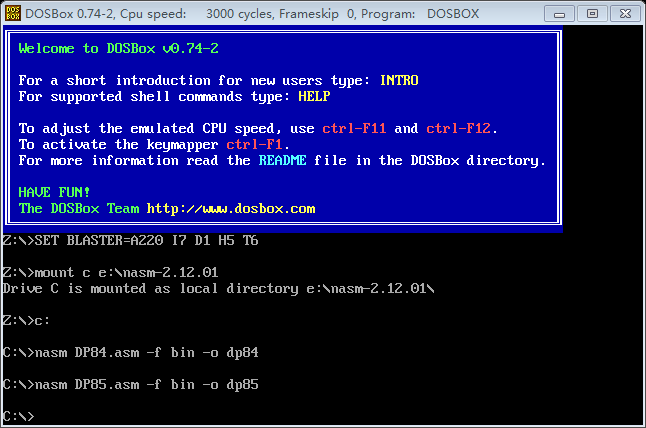 DOSBox 0.74-2, Cpu speed: 3000 cycles, Frameskip 0, Program: DOSBOX
Welcome to DOSBox v0.74-2
For a short introduction for new users type: INTRO
For supported shell commands type: HELP
To adjust the emulated CPU speed, use ctrl-F11 and ctrl-F12.
To activate the keymapper ctrl-F1.
For more information read the README file in the DOSBox directory.
HAVE FUN!
The DOSBox Team http://www.dosbox.com
Z:\>SET BLASTER=A220 I7 D1 H5 T6
Z:\>mount c e:\nasm-2.12.01
Drive C is mounted as local directory e:\nasm-2.12.01\
Z:\>c:
C:\>nasm DP84.asm -f bin -o dp84
C:\>nasm DP85.asm -f bin -o dp85
C:\>